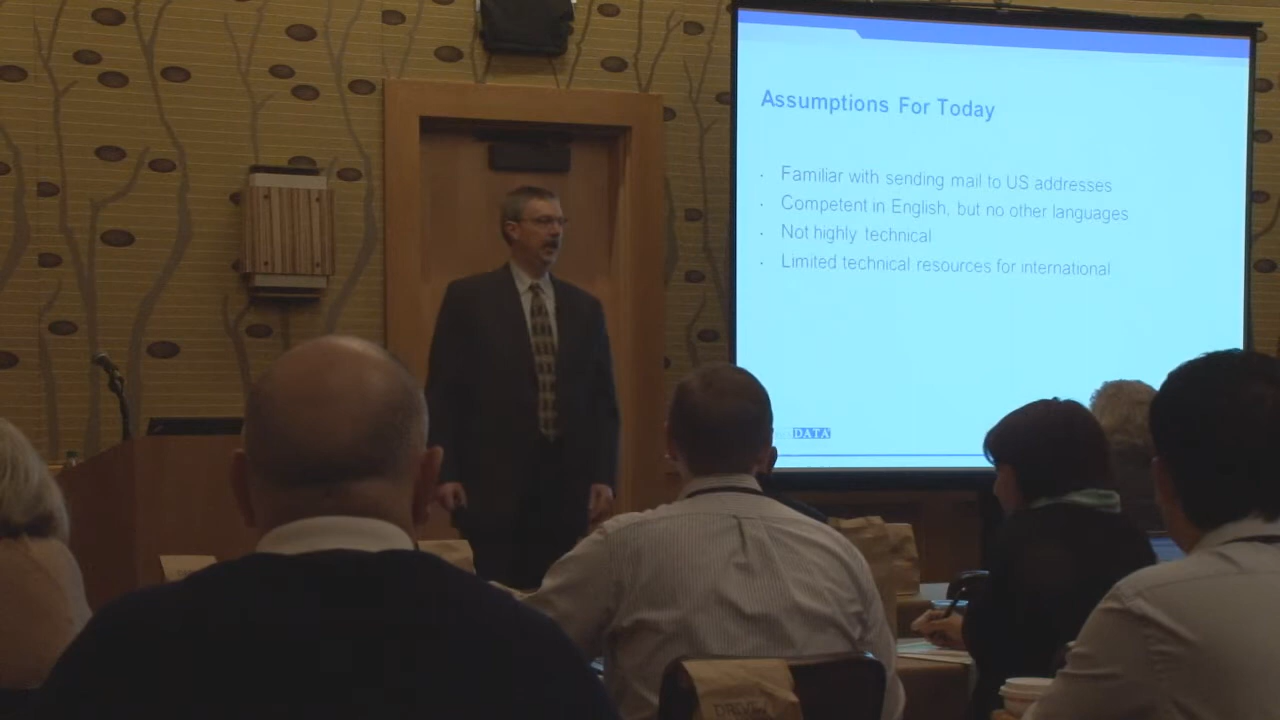 Assumptions For Today
Familiar with sending mail to US addresses
Competent in English, but no other languages
Not highly technical
Limited technical resources for international
DATA